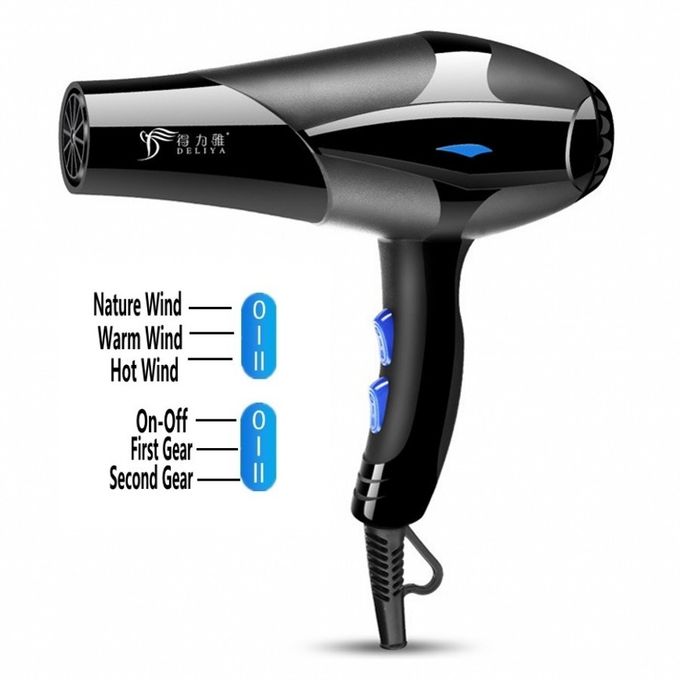 得力雅
DELIYA
Nature Wind
Warm Wind
Hot Wind
O
I
II
On-Off
First Gear
Second Gear
O
I
II